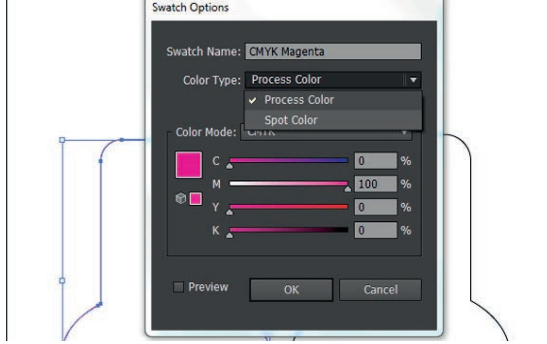 Swatch Options
Swatch Name: CMYK Magenta
Color Type: Process Color
✓ Process Color
Spot Color
Color Mode: CMYK
C 0 %
M 100 %
Y 0 %
K 0 %
Preview OK Cancel